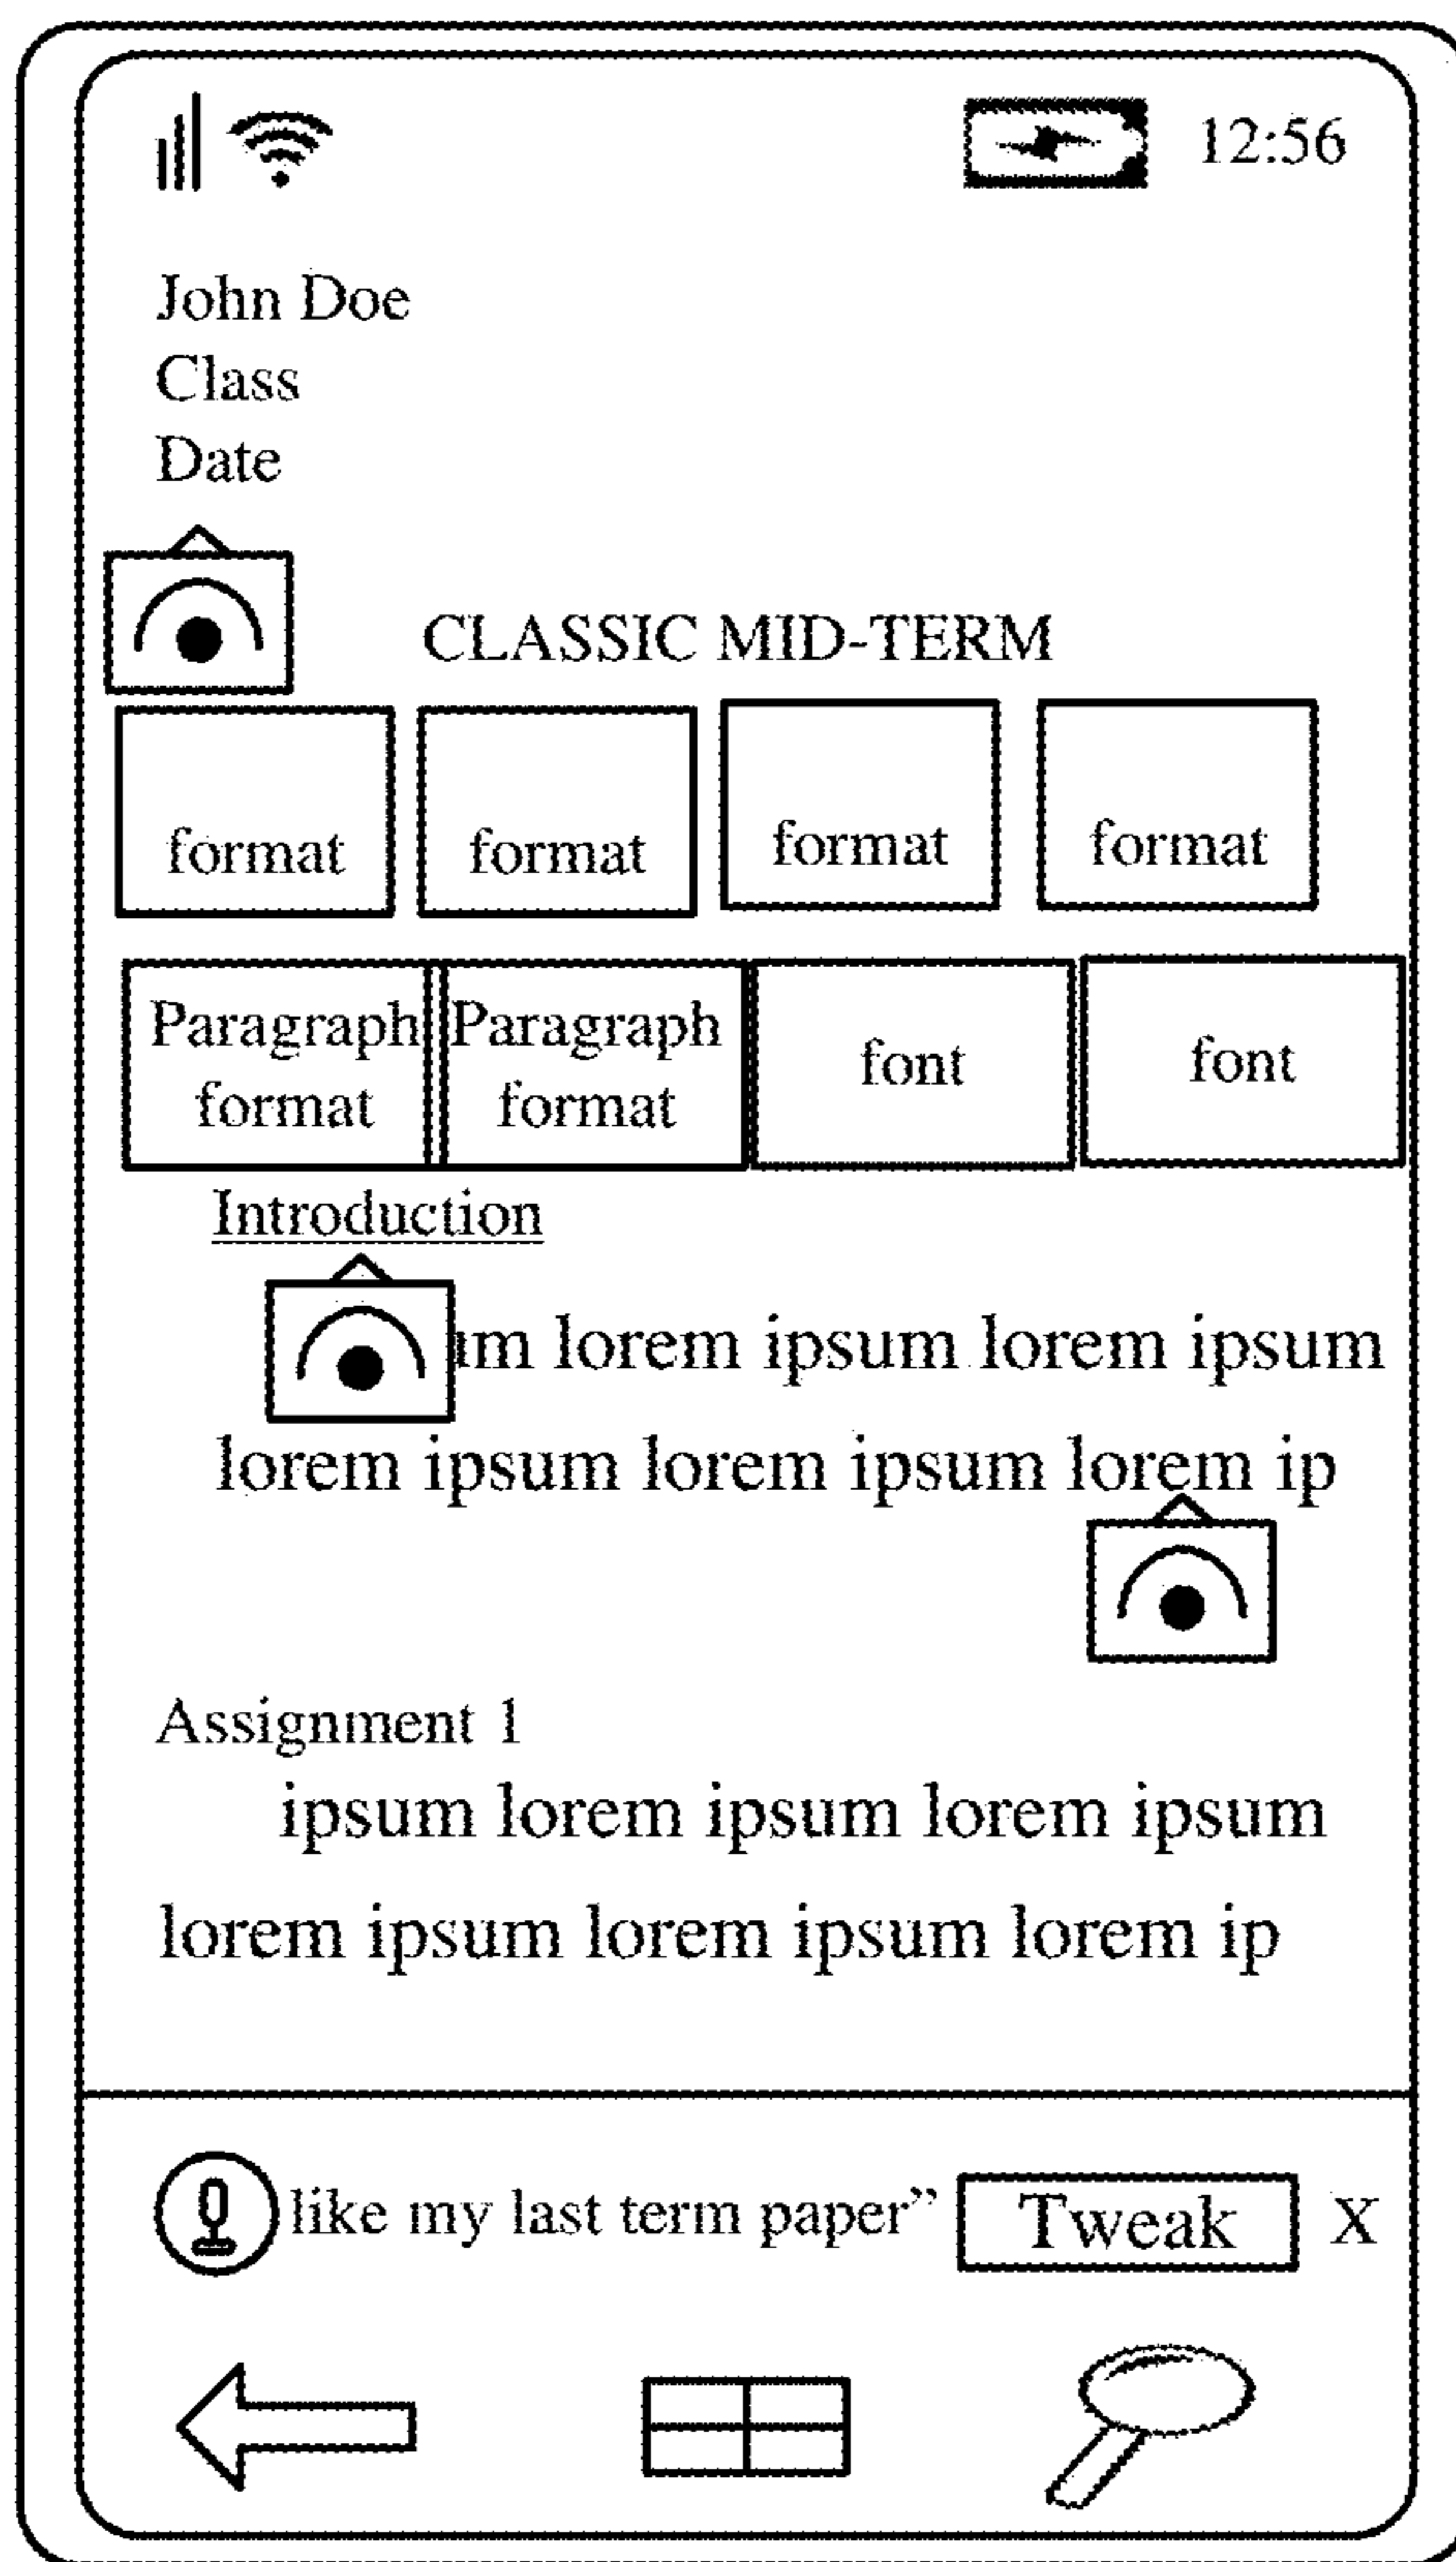 12:56
John Doe
Class
Date
CLASSIC MID-TERM
format format format format
Paragraph format Paragraph format font font
Introduction
um lorem ipsum lorem ipsum
lorem ipsum lorem ipsum lorem ip
Assignment 1
ipsum lorem ipsum lorem ipsum
lorem ipsum lorem ipsum lorem ip
like my last term paper” Tweak X